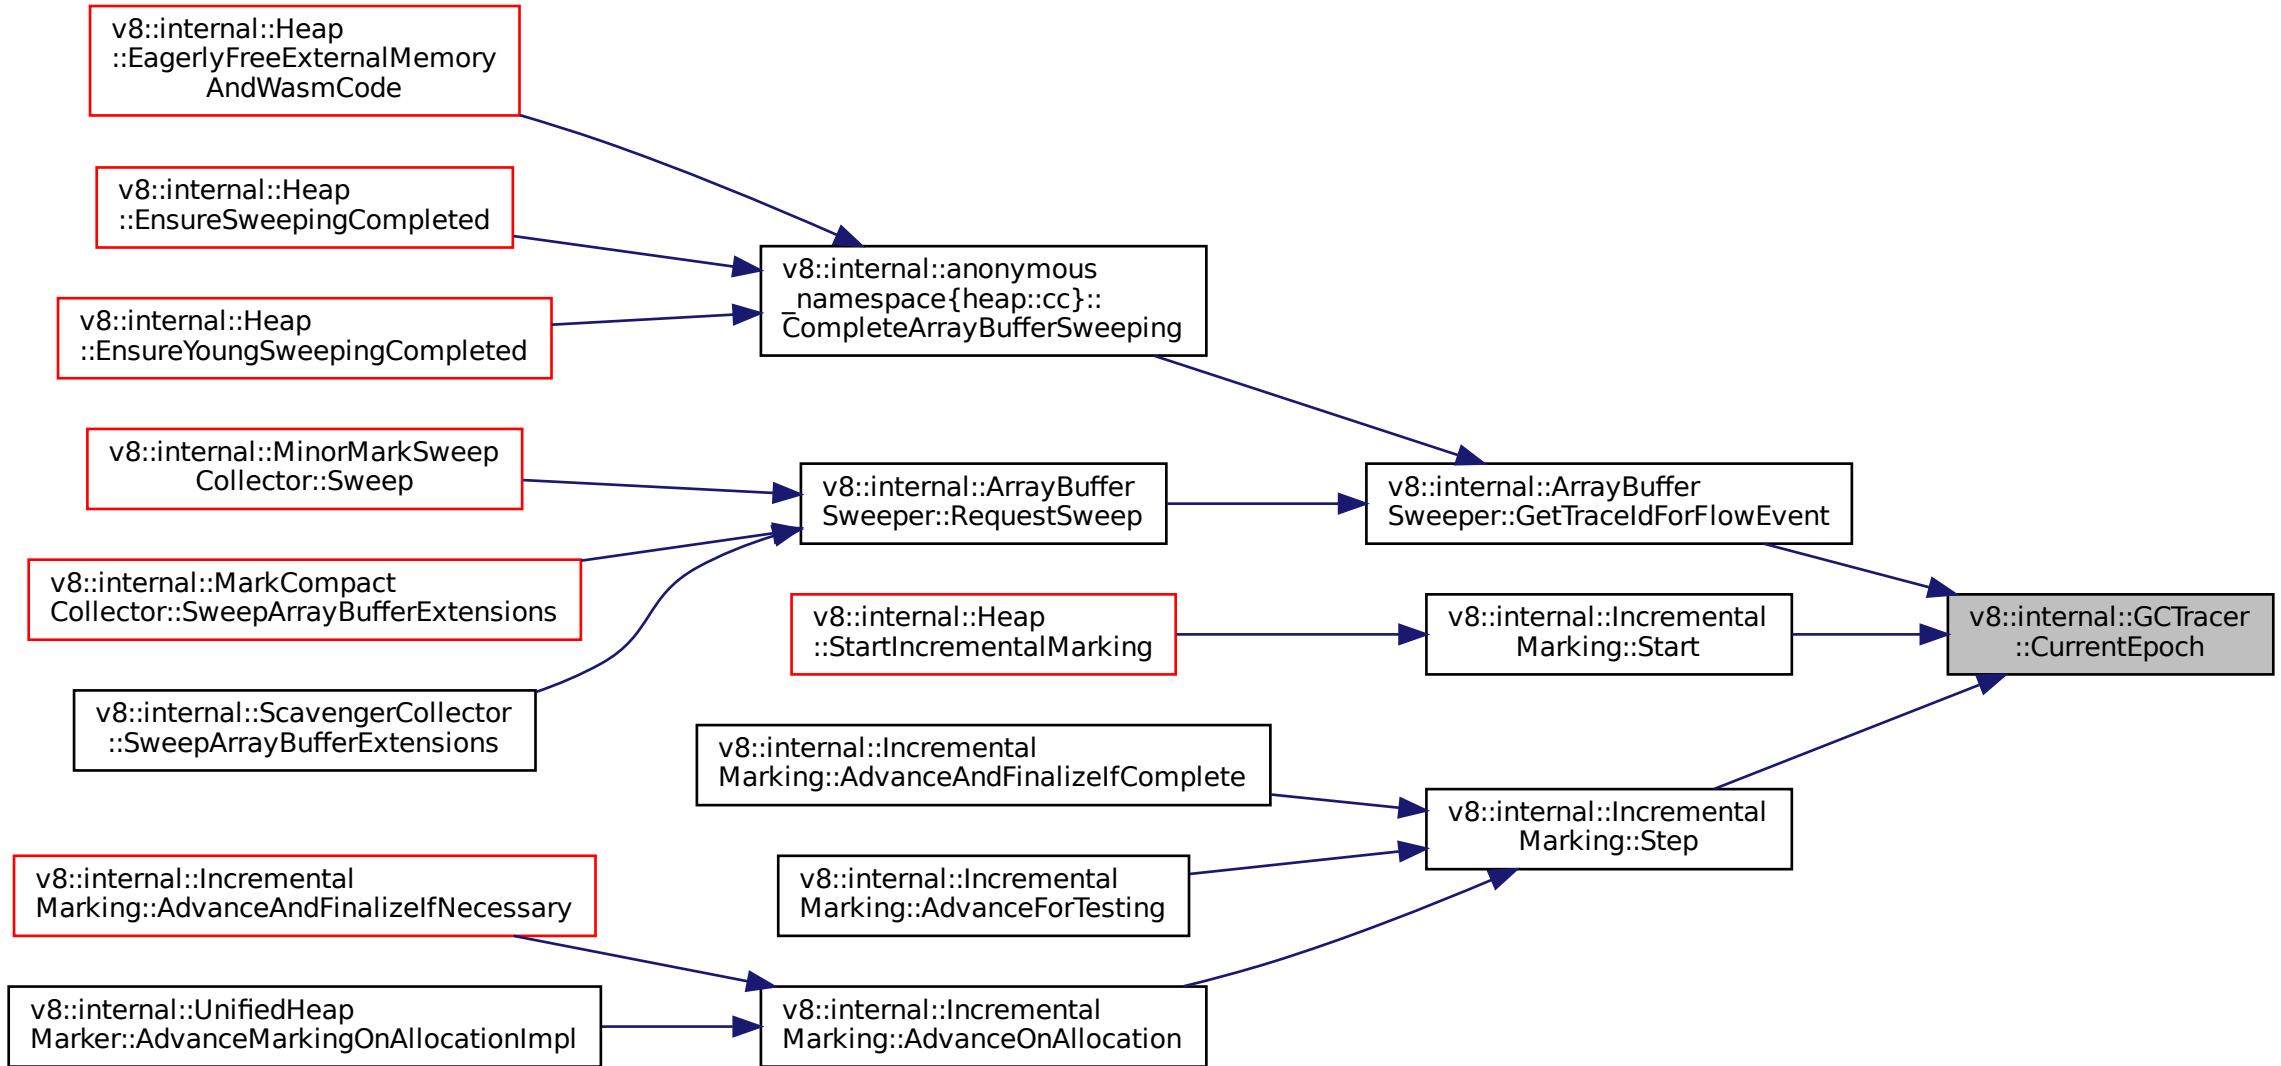 v8::internal::Heap
::EagerlyFreeExternalMemory
AndWasmCode
v8::internal::Heap
::EnsureSweepingCompleted
v8::internal::Heap
::EnsureYoungSweepingCompleted
v8::internal::MinorMarkSweep
Collector::Sweep
v8::internal::MarkCompact
Collector::SweepArrayBufferExtensions
v8::internal::ScavengerCollector
::SweepArrayBufferExtensions
v8::internal::Incremental
Marking::AdvanceAndFinalizeIfNecessary
v8::internal::UnifiedHeap
Marker::AdvanceMarkingOnAllocationImpl
v8::internal::anonymous
_namespace{heap::cc}::
CompleteArrayBufferSweeping
v8::internal::ArrayBuffer
Sweeper::RequestSweep
v8::internal::Heap
::StartIncrementalMarking
v8::internal::Incremental
Marking::AdvanceAndFinalizeIfComplete
v8::internal::Incremental
Marking::AdvanceForTesting
v8::internal::Incremental
Marking::AdvanceOnAllocation
v8::internal::ArrayBuffer
Sweeper::GetTraceIdForFlowEvent
v8::internal::Incremental
Marking::Start
v8::internal::Incremental
Marking::Step
v8::internal::GCTracer
::CurrentEpoch